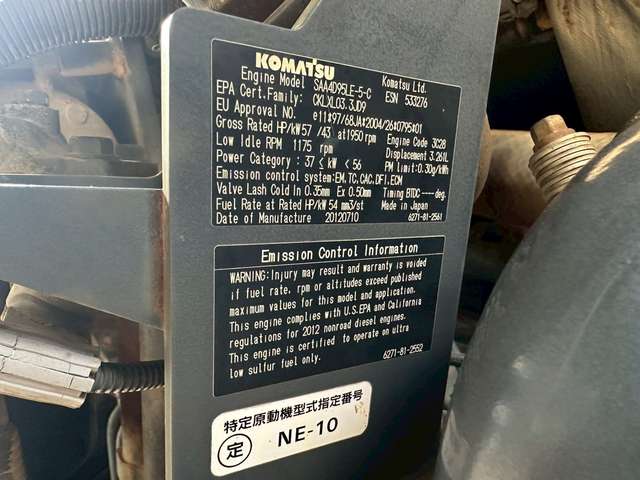 KOMATSU
Engine Model SAA4D95LE-5-C Komatsu Ltd.
EPA Cert.Family: CKLXL03.3JD9 ESN 533276
EU Approval NO. e11*97/68JA*2004/26*0795*01
Gross Rated HP/kW 57 /43 at 1950 rpm Engine Code 3C28
Low Idle RPM 1175 rpm Displacement 3.261L
Power Category : 37 ≤ kW < 56 PM limit:0.30g/kWh
Emission control system:EM,TC,CAC,DFI,ECM
Valve Lash Cold In 0.35mm Ex 0.50mm Timing BTDC ----deg.
Fuel Rate at Rated HP/kW 54 mm3/st Made in Japan
Date of Manufacture 20120710 6271-81-2561
Emission Control Information
WARNING:Injury may result and warranty is voided
if fuel rate, rpm or altitudes exceed published
maximum values for this model and application.
This engine complies with U.S.EPA and California
regulations for 2012 nonroad diesel engines.
This engine is certified to operate on ultra
low sulfur fuel only. 6271-81-2552
特定原動機型式指定番号
定 NE-10